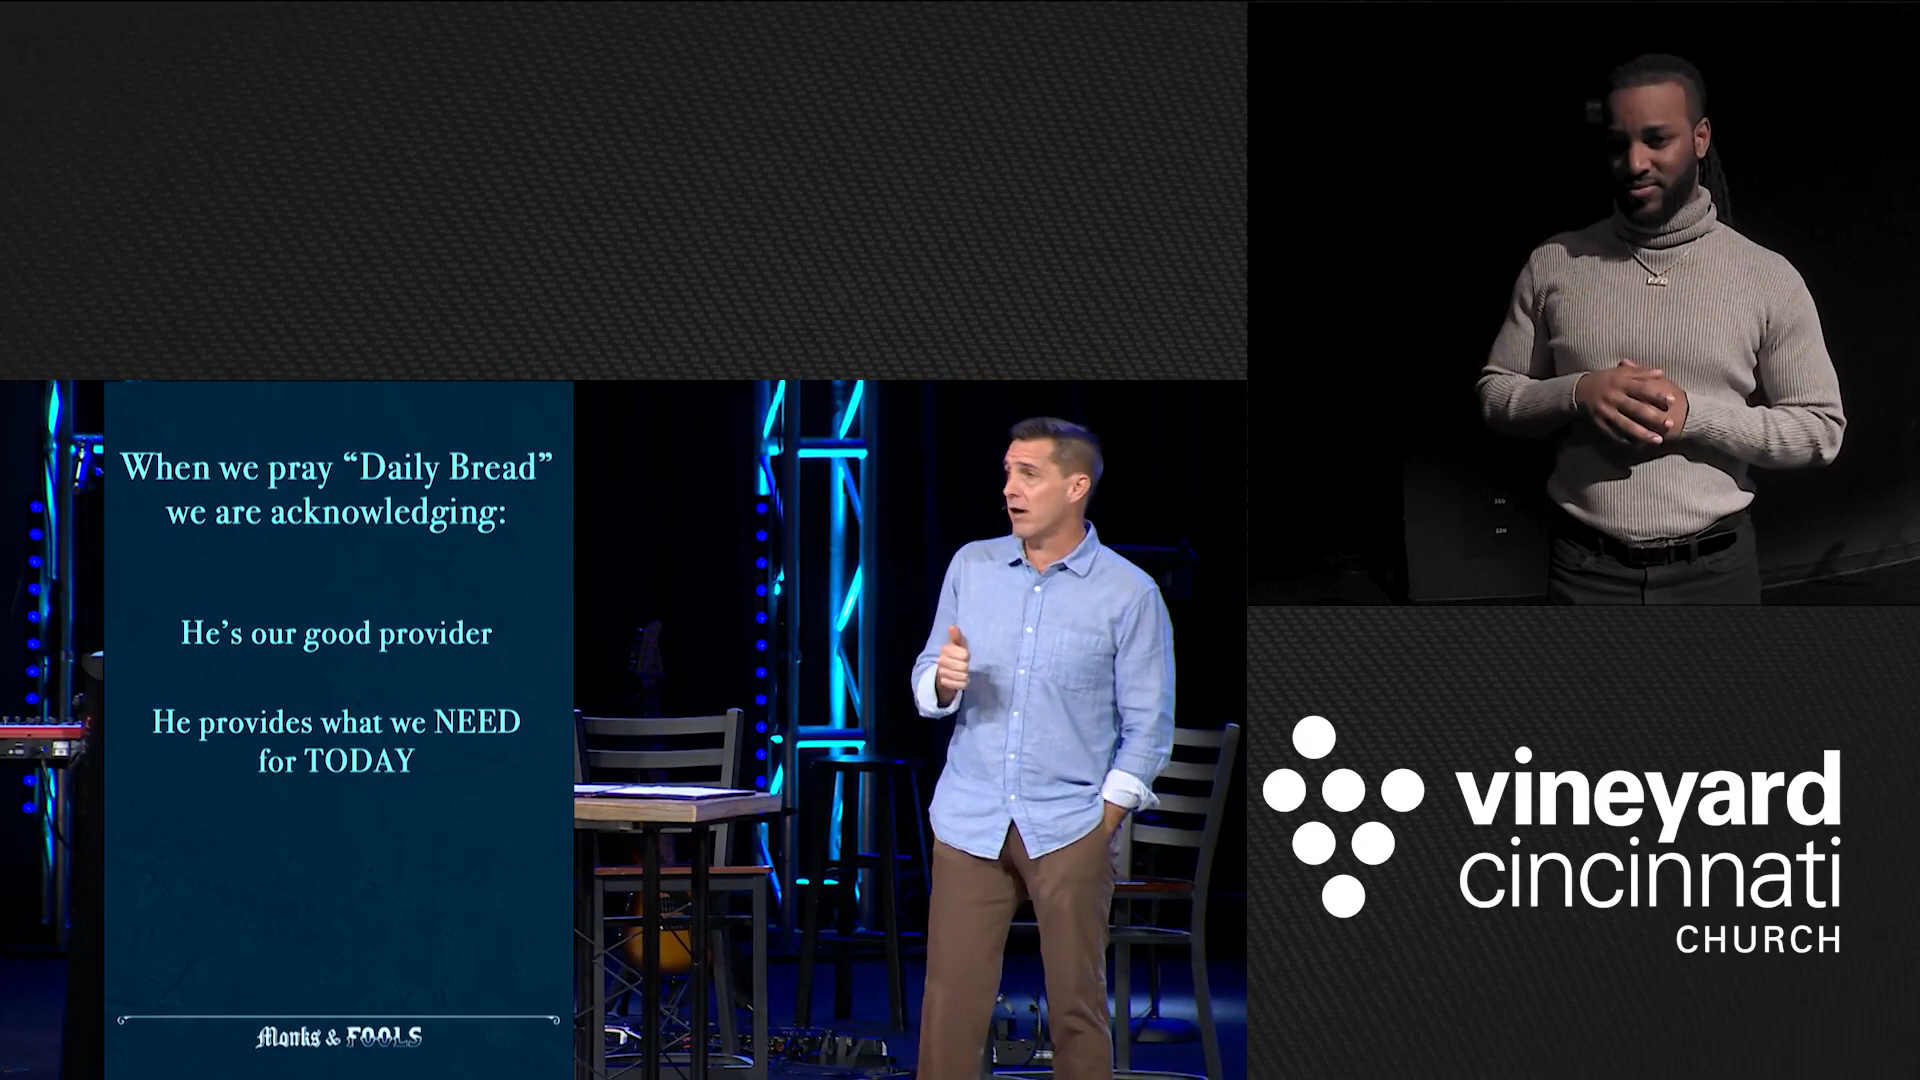 When we pray “Daily Bread”
we are acknowledging:
He’s our good provider
He provides what we NEED
for TODAY
Monks & FOOLS
vineyard
cincinnati
CHURCH